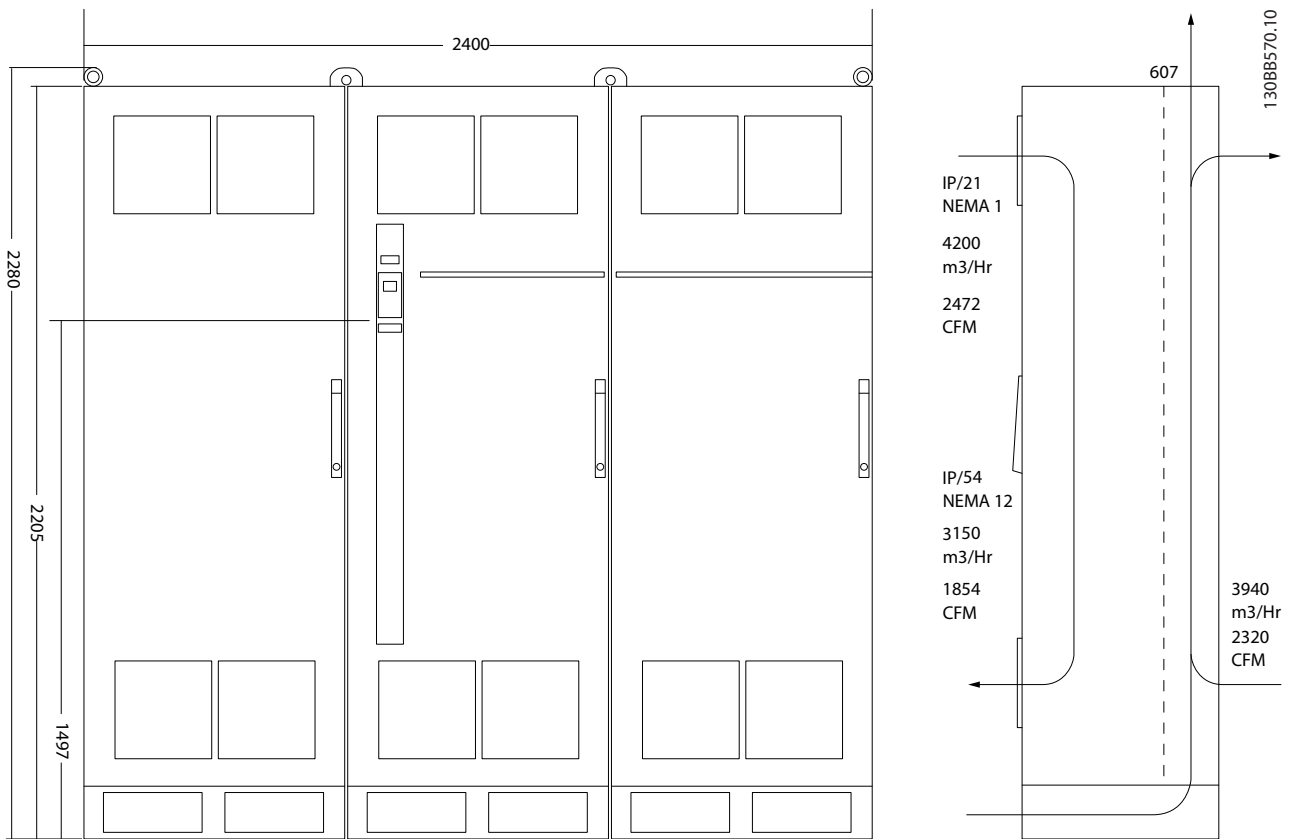 2400
2280
2205
1497
607
130BB570.10
IP/21
NEMA 1
4200
m3/Hr
2472
CFM
IP/54
NEMA 12
3150
m3/Hr
1854
CFM
3940
m3/Hr
2320
CFM